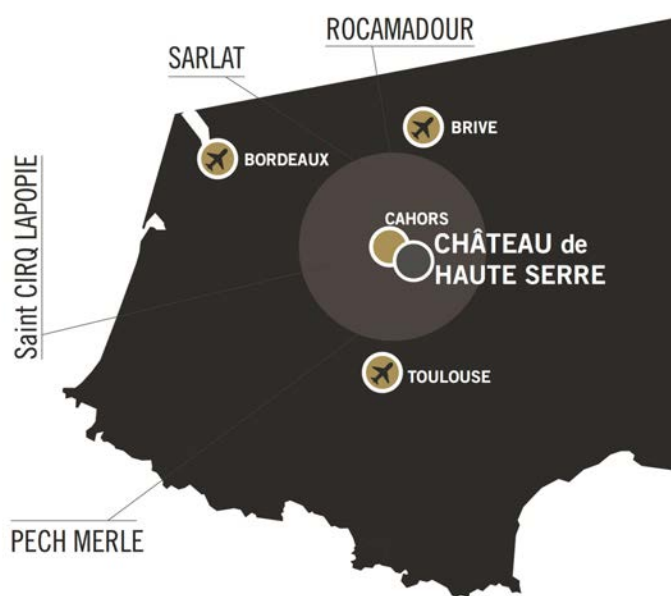 ROCAMADOUR
SARLAT
BRIVE
BORDEAUX
CAHORS
CHÂTEAU de
HAUTE SERRE
Saint CIRQ LAPOPIE
TOULOUSE
PECH MERLE